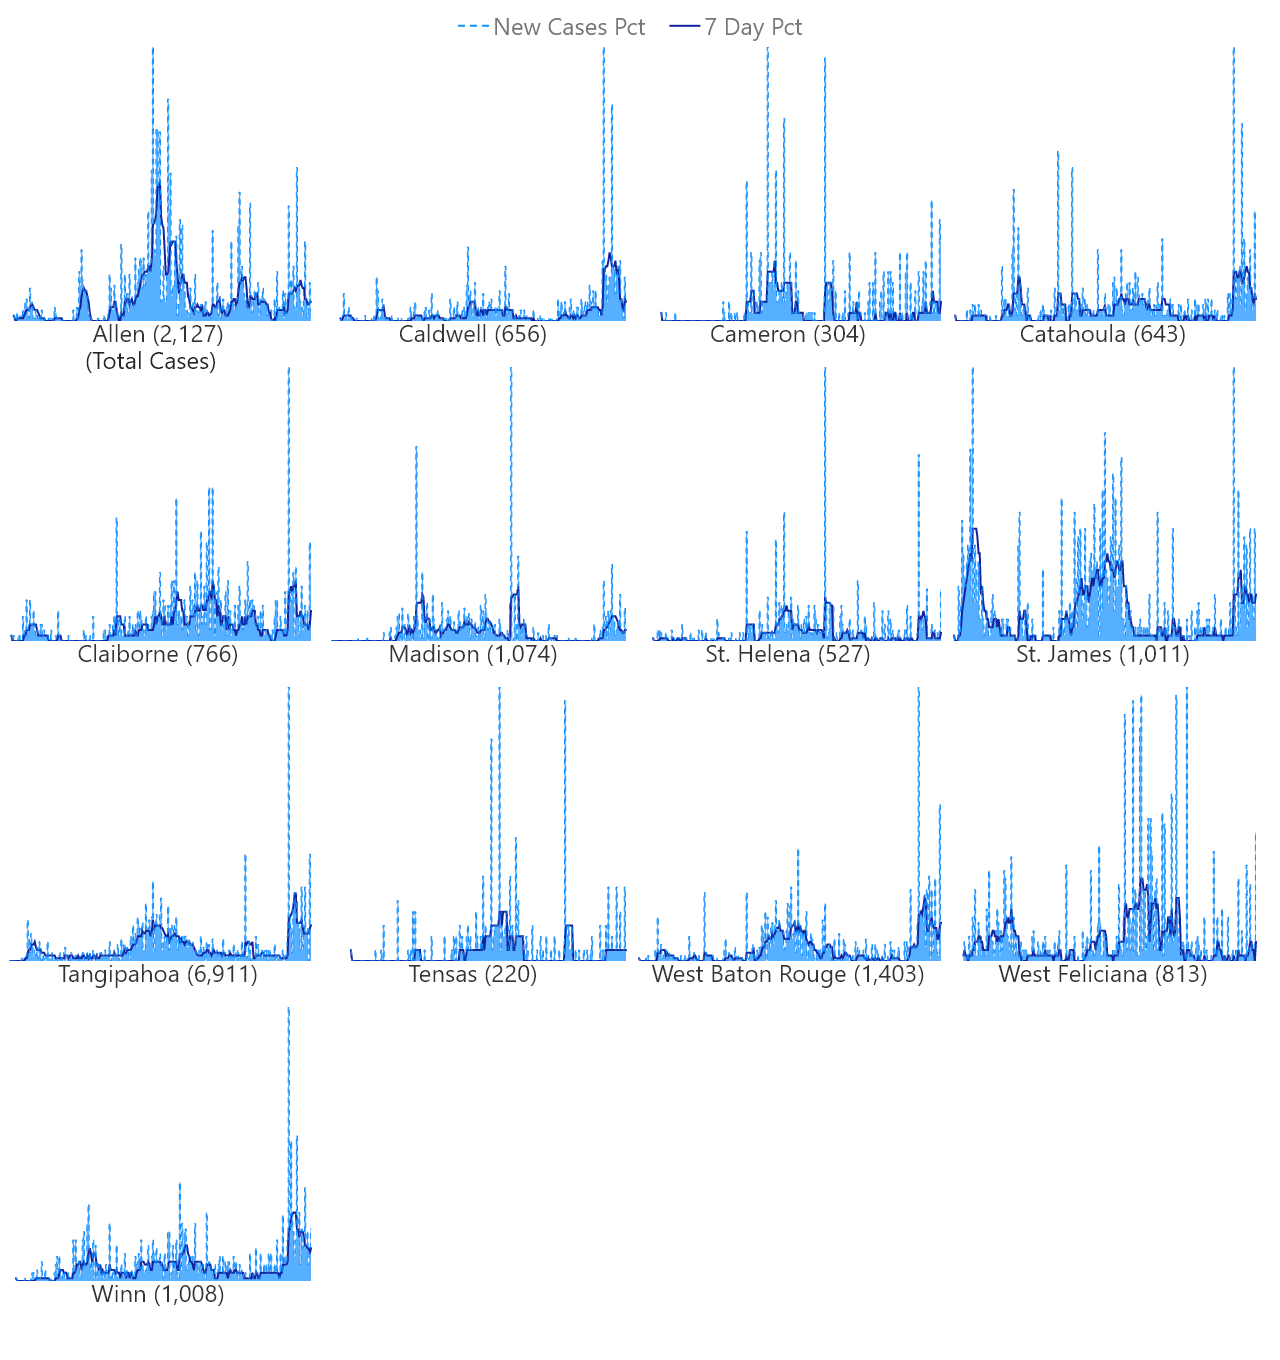 New Cases Pct 7 Day Pct
Allen (2,127) Caldwell (656) Cameron (304) Catahoula (643)
(Total Cases)
Claiborne (766) Madison (1,074) St. Helena (527) St. James (1,011)
Tangipahoa (6,911) Tensas (220) West Baton Rouge (1,403) West Feliciana (813)
Winn (1,008)